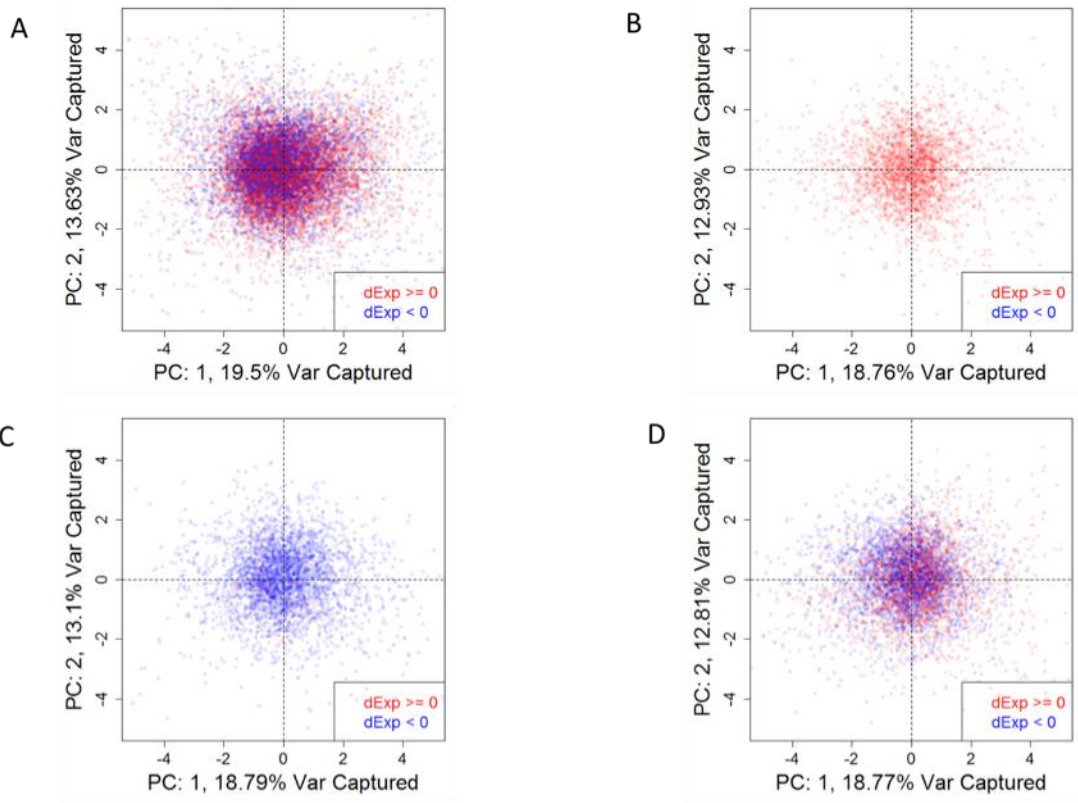 A
PC: 2, 13.63% Var Captured
4
2
0
-2
-4
-4 -2 0 2 4
PC: 1, 19.5% Var Captured
dExp >= 0
dExp < 0
B
PC: 2, 12.93% Var Captured
4
2
0
-2
-4
-4 -2 0 2 4
PC: 1, 18.76% Var Captured
dExp >= 0
dExp < 0
C
PC: 2, 13.1% Var Captured
4
2
0
-2
-4
-4 -2 0 2 4
PC: 1, 18.79% Var Captured
dExp >= 0
dExp < 0
D
PC: 2, 12.81% Var Captured
4
2
0
-2
-4
-4 -2 0 2 4
PC: 1, 18.77% Var Captured
dExp >= 0
dExp < 0